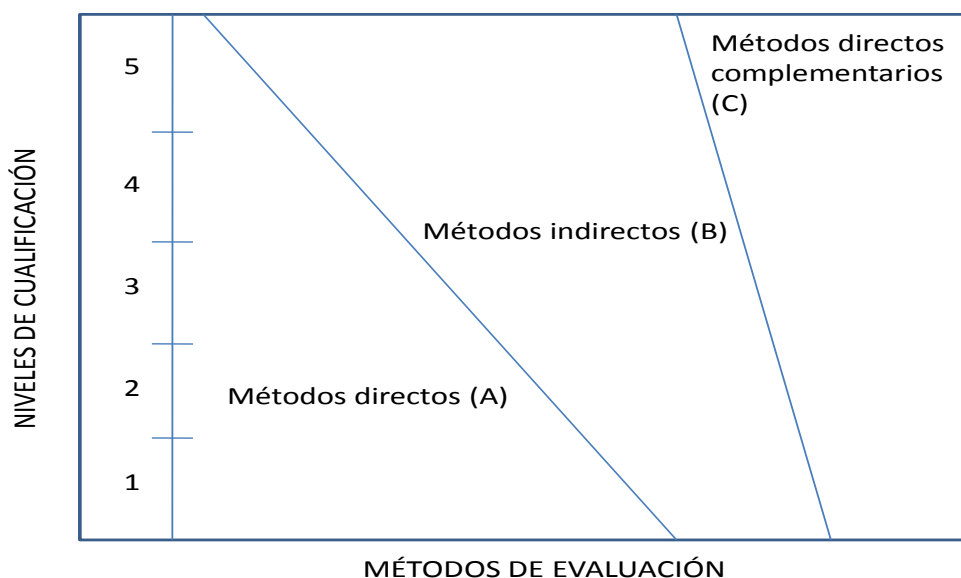 Métodos directos
complementarios
(C)
5
4
Métodos indirectos (B)
3
2
Métodos directos (A)
1
NIVELES DE CUALIFICACIÓN
MÉTODOS DE EVALUACIÓN